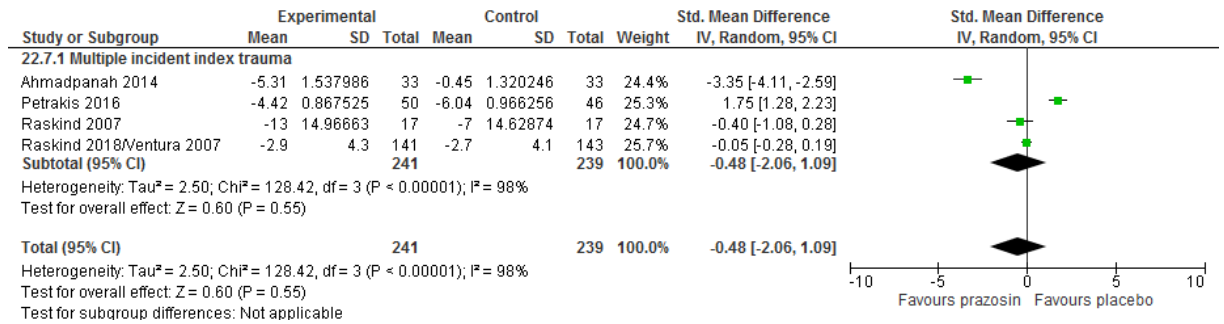 Experimental Control Std. Mean Difference Std. Mean Difference
Study or Subgroup Mean SD Total Mean SD Total Weight IV, Random, 95% CI IV, Random, 95% CI
22.7.1 Multiple incident index trauma
Ahmadpanah 2014 -5.31 1.537986 33 -0.45 1.320246 33 24.4% -3.35 [-4.11, -2.59]
Petrakis 2016 -4.42 0.867525 50 -6.04 0.966256 46 25.3% 1.75 [1.28, 2.23]
Raskind 2007 -13 14.96663 17 -7 14.62874 17 24.7% -0.40 [-1.08, 0.28]
Raskind 2018/Ventura 2007 -2.9 4.3 141 -2.7 4.1 143 25.7% -0.05 [-0.28, 0.19]
Subtotal (95% CI) 241 239 100.0% -0.48 [-2.06, 1.09]
Heterogeneity: Tau² = 2.50; Chi² = 128.42, df = 3 (P < 0.00001); I² = 98%
Test for overall effect: Z = 0.60 (P = 0.55)
Total (95% CI) 241 239 100.0% -0.48 [-2.06, 1.09]
Heterogeneity: Tau² = 2.50; Chi² = 128.42, df = 3 (P < 0.00001); I² = 98%
Test for overall effect: Z = 0.60 (P = 0.55)
Test for subgroup differences: Not applicable
-10 -5 0 5 10
Favours prazosin Favours placebo